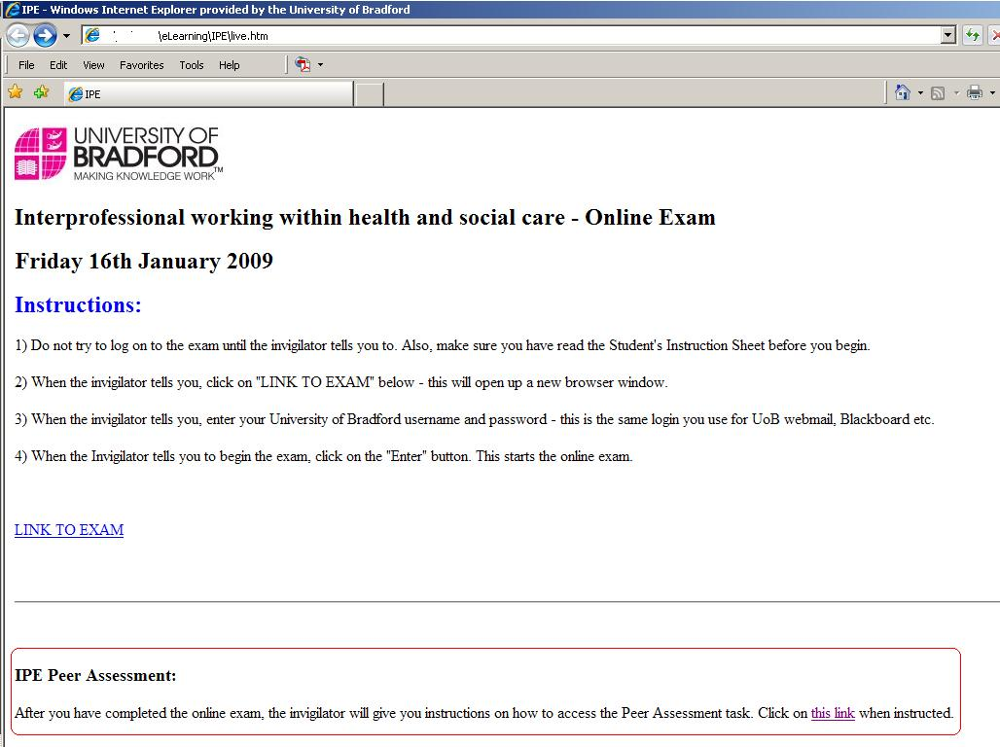 IPE - Windows Internet Explorer provided by the University of Bradford
\eLearning\IPE\live.htm
File Edit View Favorites Tools Help
IPE
UNIVERSITY OF
BRADFORD
MAKING KNOWLEDGE WORK™
Interprofessional working within health and social care - Online Exam
Friday 16th January 2009
Instructions:
1) Do not try to log on to the exam until the invigilator tells you to. Also, make sure you have read the Student's Instruction Sheet before you begin.
2) When the invigilator tells you, click on "LINK TO EXAM" below - this will open up a new browser window.
3) When the invigilator tells you, enter your University of Bradford username and password - this is the same login you use for UoB webmail, Blackboard etc.
4) When the Invigilator tells you to begin the exam, click on the "Enter" button. This starts the online exam.
LINK TO EXAM
IPE Peer Assessment:
After you have completed the online exam, the invigilator will give you instructions on how to access the Peer Assessment task. Click on this link when instructed.